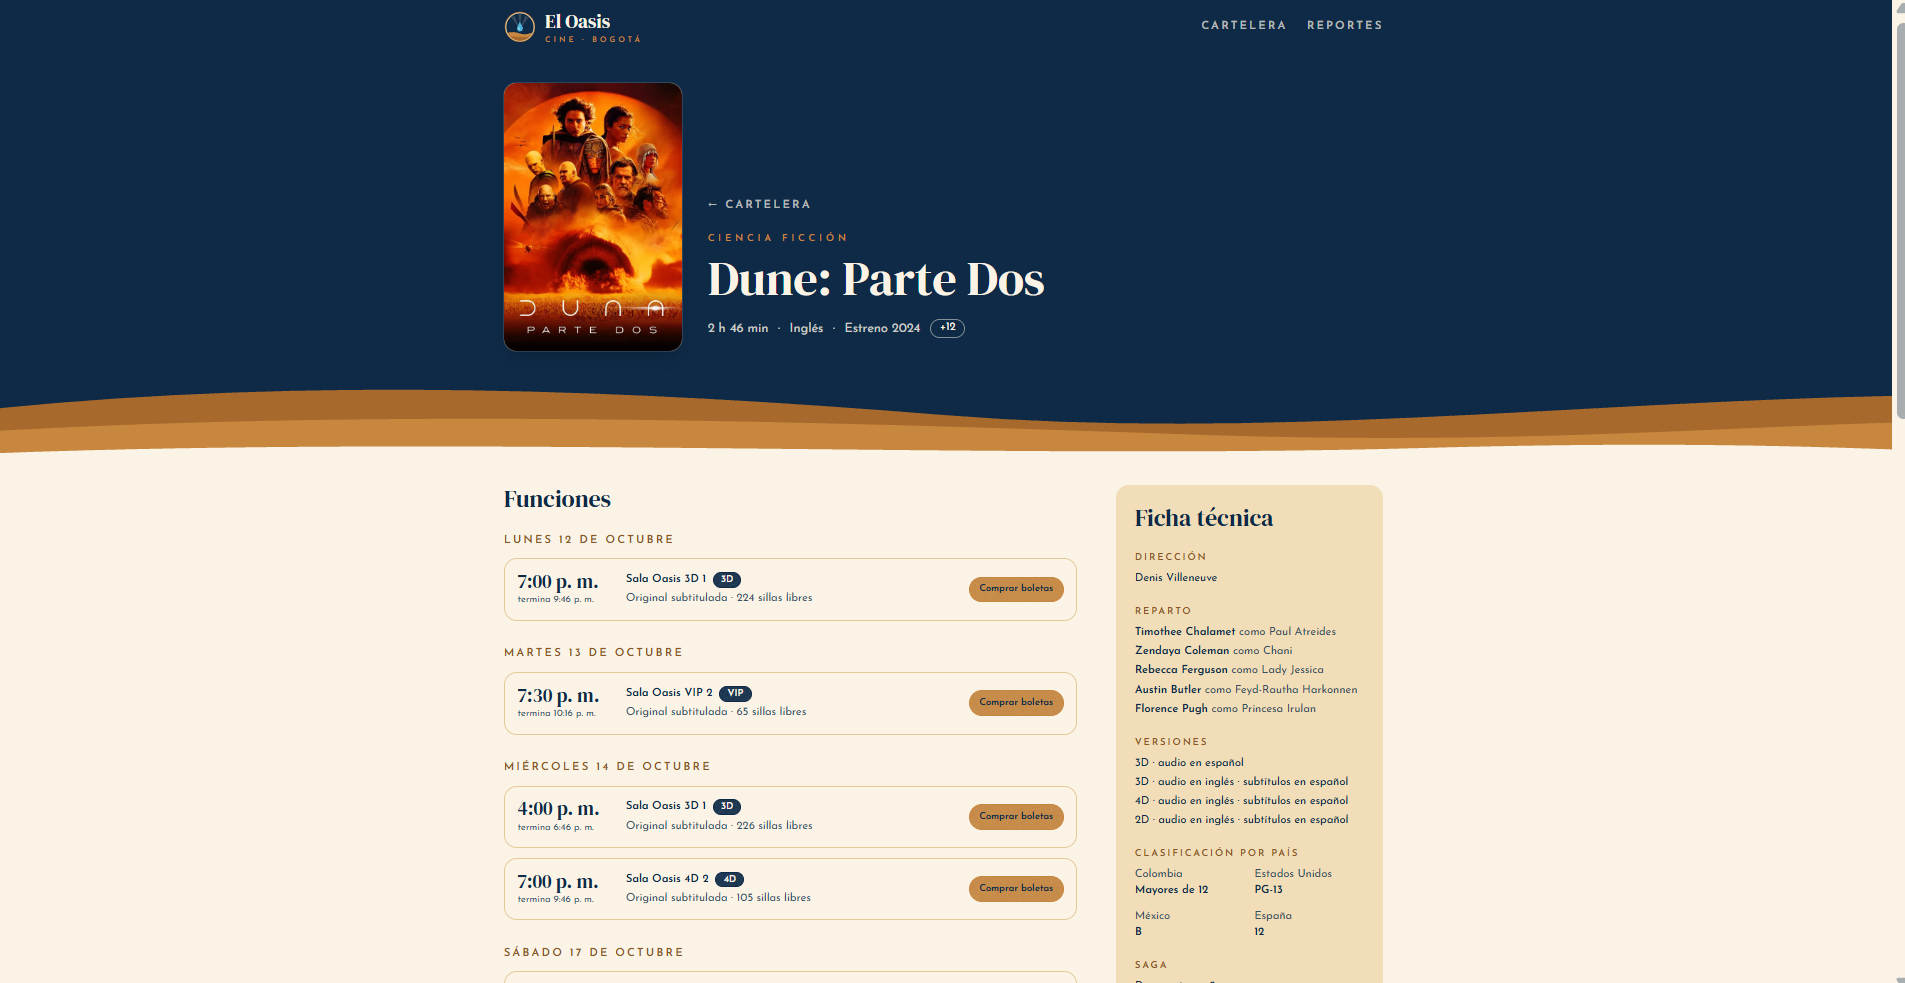 El Oasis
CINE · BOGOTÁ
CARTELERA REPORTES
DUNA
PARTE DOS
← CARTELERA
CIENCIA FICCIÓN
Dune: Parte Dos
2 h 46 min · Inglés · Estreno 2024 +12
Funciones
LUNES 12 DE OCTUBRE
7:00 p. m.
termina 9:46 p. m.
Sala Oasis 3D 1 3D
Original subtitulada · 224 sillas libres
Comprar boletas
MARTES 13 DE OCTUBRE
7:30 p. m.
termina 10:16 p. m.
Sala Oasis VIP 2 VIP
Original subtitulada · 65 sillas libres
Comprar boletas
MIÉRCOLES 14 DE OCTUBRE
4:00 p. m.
termina 6:46 p. m.
Sala Oasis 3D 1 3D
Original subtitulada · 226 sillas libres
Comprar boletas
7:00 p. m.
termina 9:46 p. m.
Sala Oasis 4D 2 4D
Original subtitulada · 105 sillas libres
Comprar boletas
SÁBADO 17 DE OCTUBRE
Ficha técnica
DIRECCIÓN
Denis Villeneuve
REPARTO
Timothee Chalamet como Paul Atreides
Zendaya Coleman como Chani
Rebecca Ferguson como Lady Jessica
Austin Butler como Feyd-Rautha Harkonnen
Florence Pugh como Princesa Irulan
VERSIONES
3D · audio en español
3D · audio en inglés · subtítulos en español
4D · audio en inglés · subtítulos en español
2D · audio en inglés · subtítulos en español
CLASIFICACIÓN POR PAÍS
Colombia
Mayores de 12
Estados Unidos
PG-13
México
B
España
12
SAGA